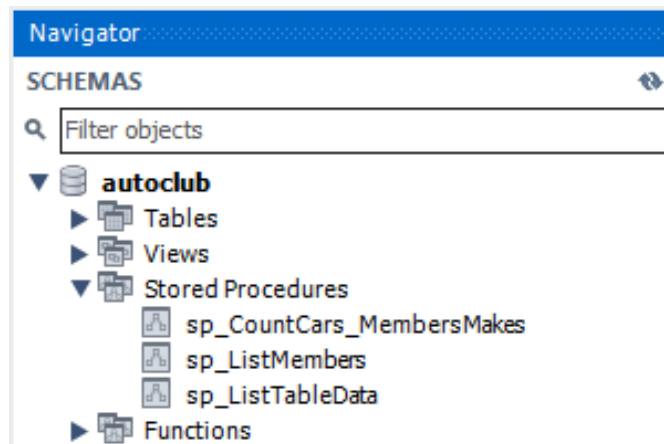 Navigator
SCHEMAS
Filter objects
autoclub
Tables
Views
Stored Procedures
sp_CountCars_MembersMakes
sp_ListMembers
sp_ListTableData
Functions